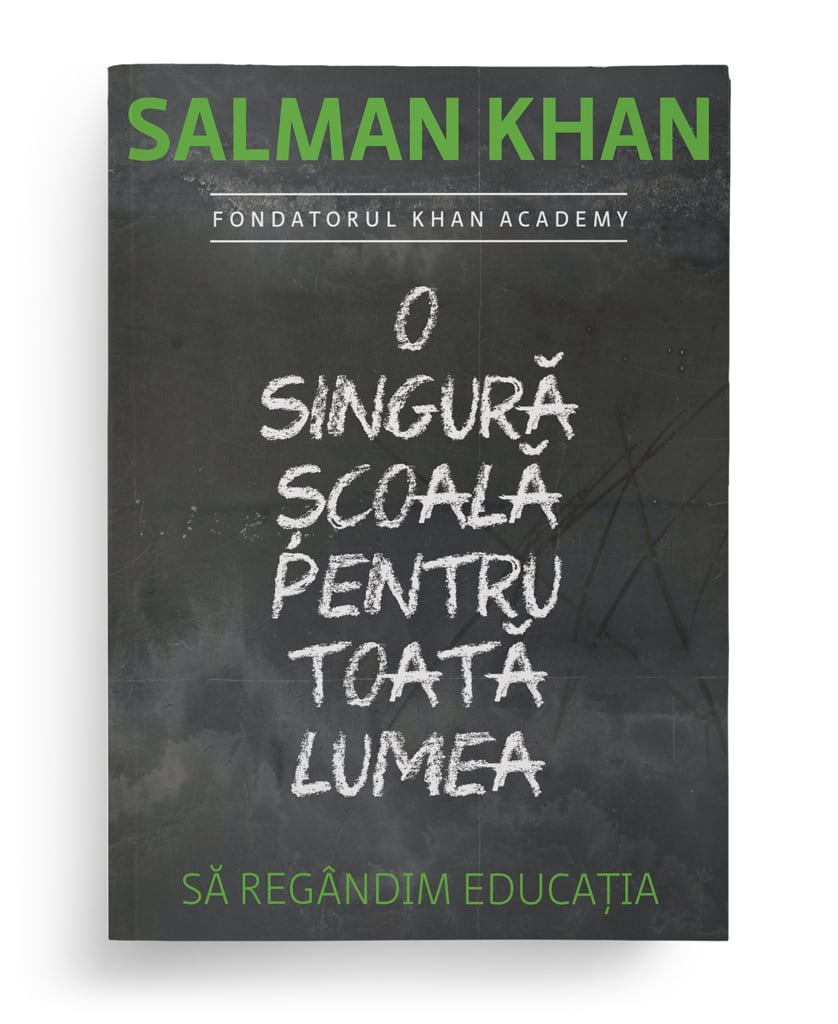 SALMAN KHAN
FONDATORUL KHAN ACADEMY
O
SINGURĂ
ȘCOALĂ
PENTRU
TOATĂ
LUMEA
SĂ REGÂNDIM EDUCAȚIA